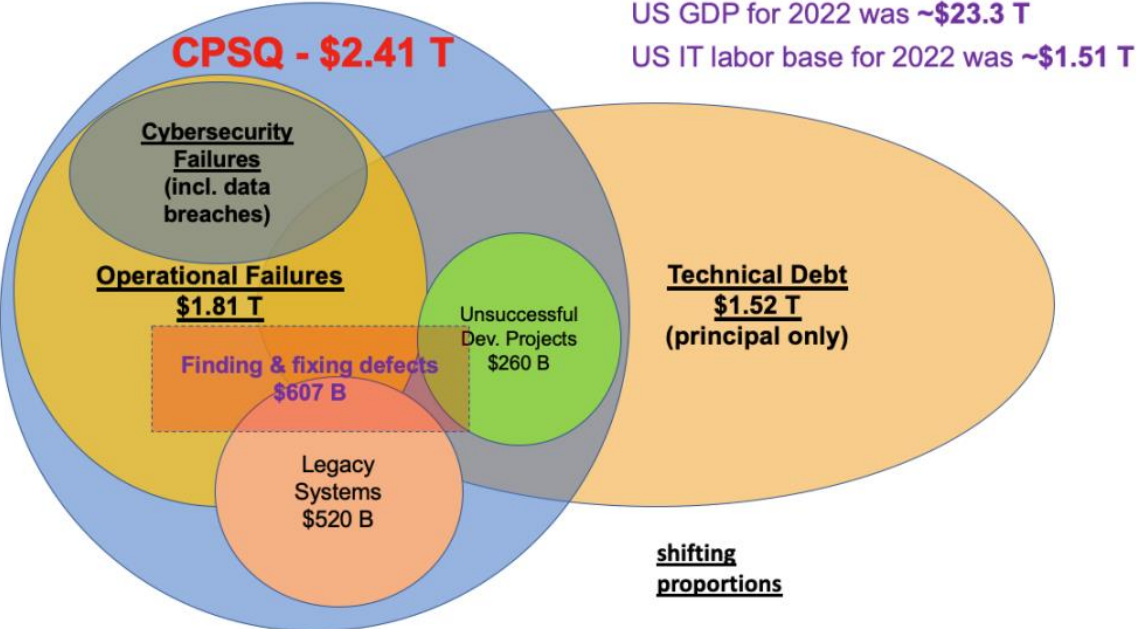 CPSQ - $2.41 T
US GDP for 2022 was ~$23.3 T
US IT labor base for 2022 was ~$1.51 T
Cybersecurity
Failures
(incl. data
breaches)
Operational Failures
$1.81 T
Unsuccessful
Dev. Projects
$260 B
Technical Debt
$1.52 T
(principal only)
Finding & fixing defects
$607 B
Legacy
Systems
$520 B
shifting
proportions